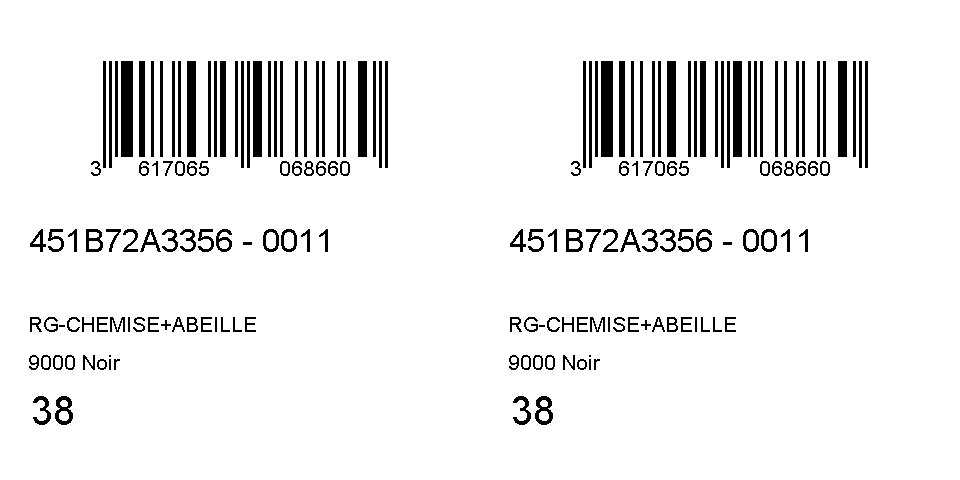 3 617065 068660
451B72A3356 - 0011
RG-CHEMISE+ABEILLE
9000 Noir
38
3 617065 068660
451B72A3356 - 0011
RG-CHEMISE+ABEILLE
9000 Noir
38